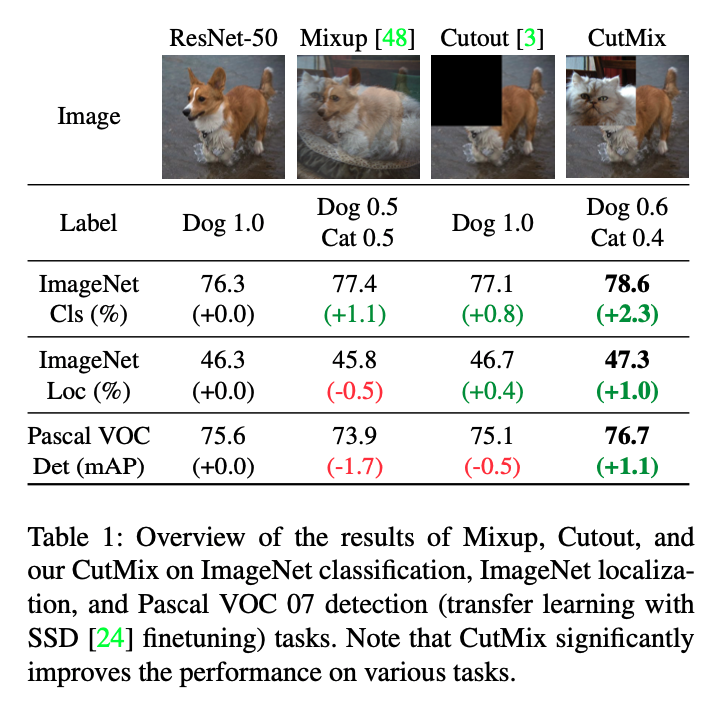 ResNet-50 Mixup [48] Cutout [3] CutMix
Image
Label Dog 1.0 Dog 0.5 Cat 0.5 Dog 1.0 Dog 0.6 Cat 0.4
ImageNet 76.3 77.4 77.1 78.6
Cls (%) (+0.0) (+1.1) (+0.8) (+2.3)
ImageNet 46.3 45.8 46.7 47.3
Loc (%) (+0.0) (-0.5) (+0.4) (+1.0)
Pascal VOC 75.6 73.9 75.1 76.7
Det (mAP) (+0.0) (-1.7) (-0.5) (+1.1)
Table 1: Overview of the results of Mixup, Cutout, and
our CutMix on ImageNet classification, ImageNet localiza-
tion, and Pascal VOC 07 detection (transfer learning with
SSD [24] finetuning) tasks. Note that CutMix significantly
improves the performance on various tasks.